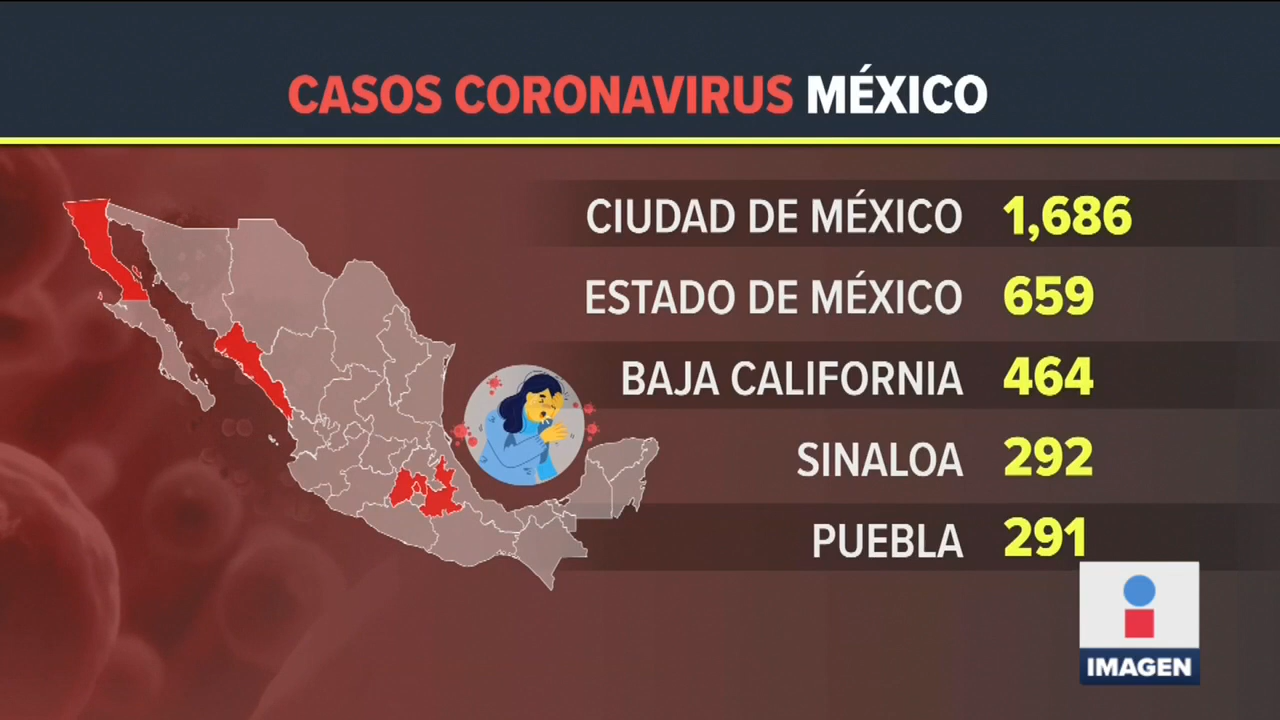 CASOS CORONAVIRUS MÉXICO
CIUDAD DE MÉXICO 1,686
ESTADO DE MÉXICO 659
BAJA CALIFORNIA 464
SINALOA 292
PUEBLA 291
IMAGEN